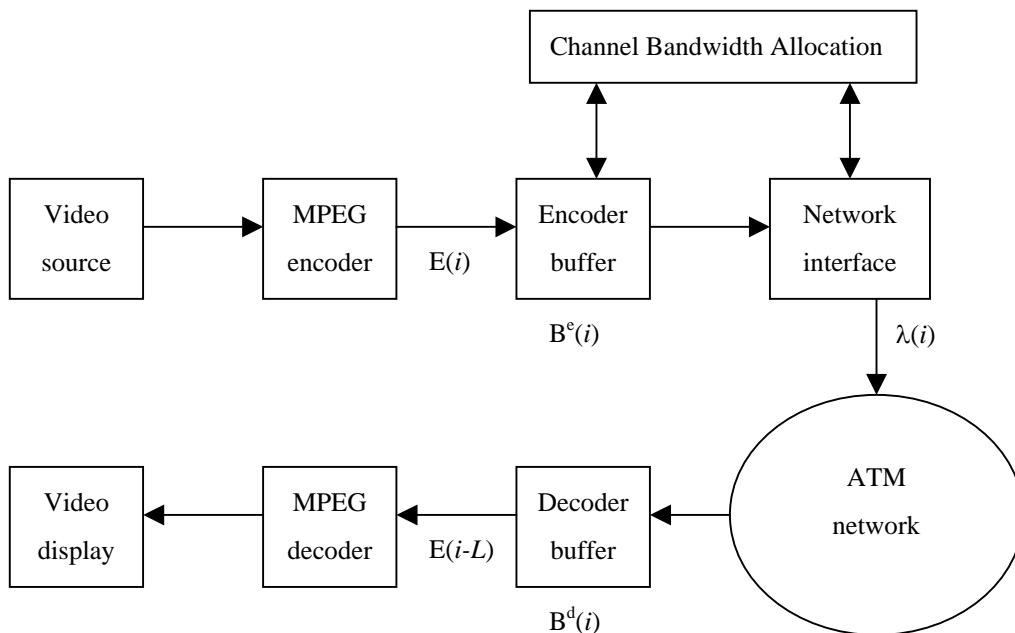 Channel Bandwidth Allocation
Video
source
MPEG
encoder
E(i)
Encoder
buffer
Bᵉ(i)
Network
interface
λ(i)
ATM
network
Decoder
buffer
Bᵈ(i)
E(i-L)
MPEG
decoder
Video
display